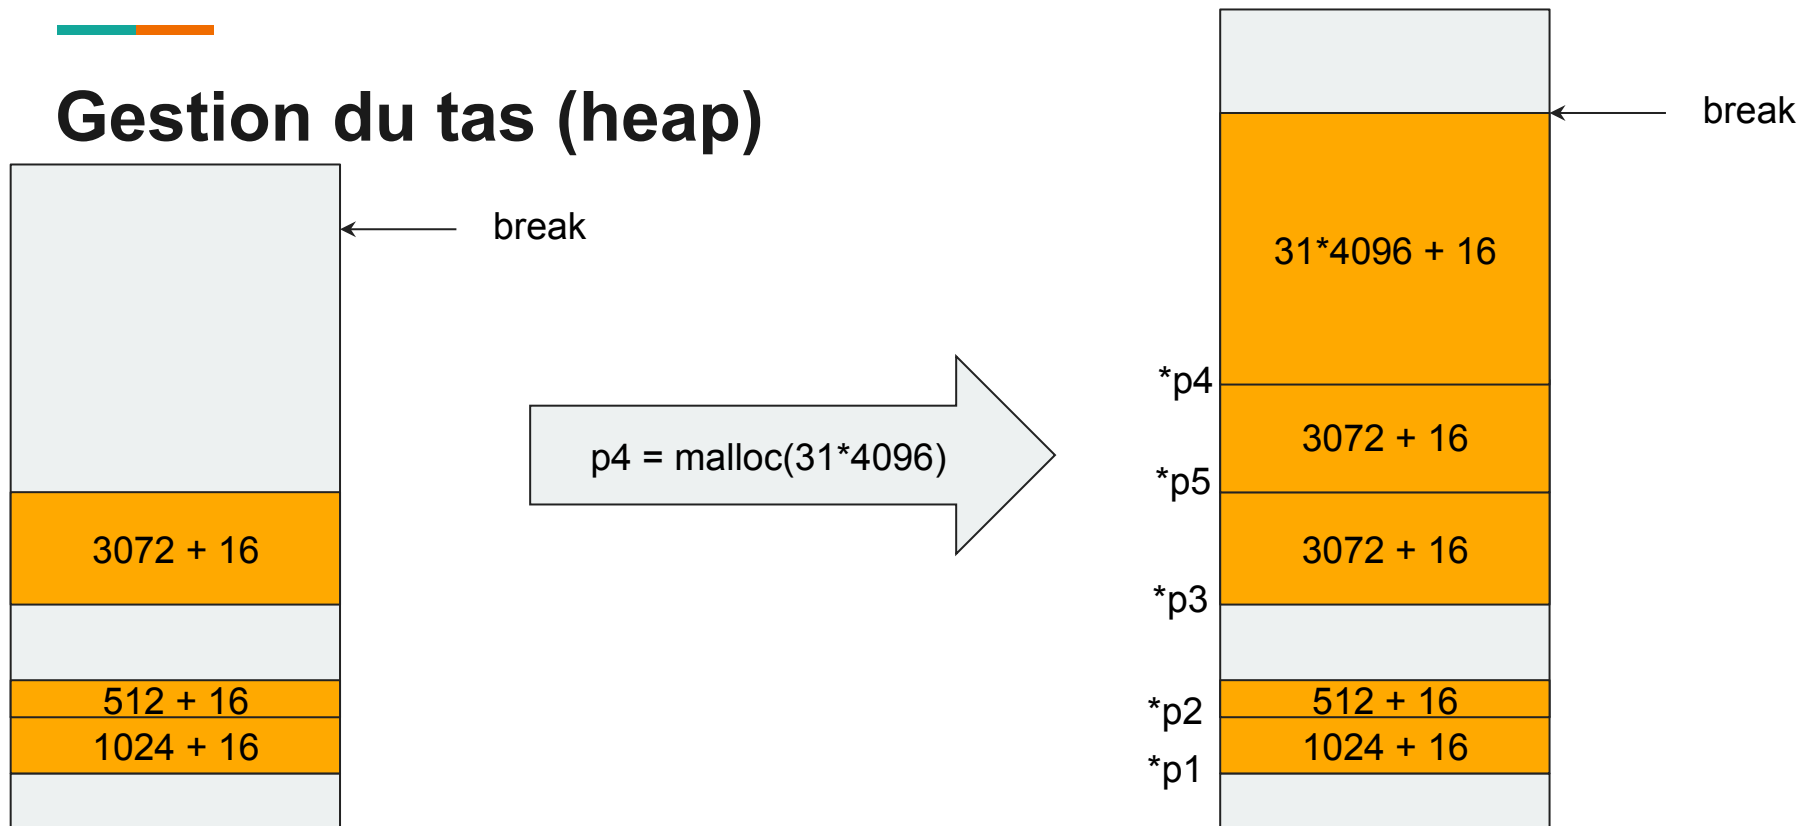 Gestion du tas (heap)
break
3072 + 16
512 + 16
1024 + 16
p4 = malloc(31*4096)
break
31*4096 + 16
*p4
3072 + 16
*p5
3072 + 16
*p3
512 + 16
*p2
1024 + 16
*p1